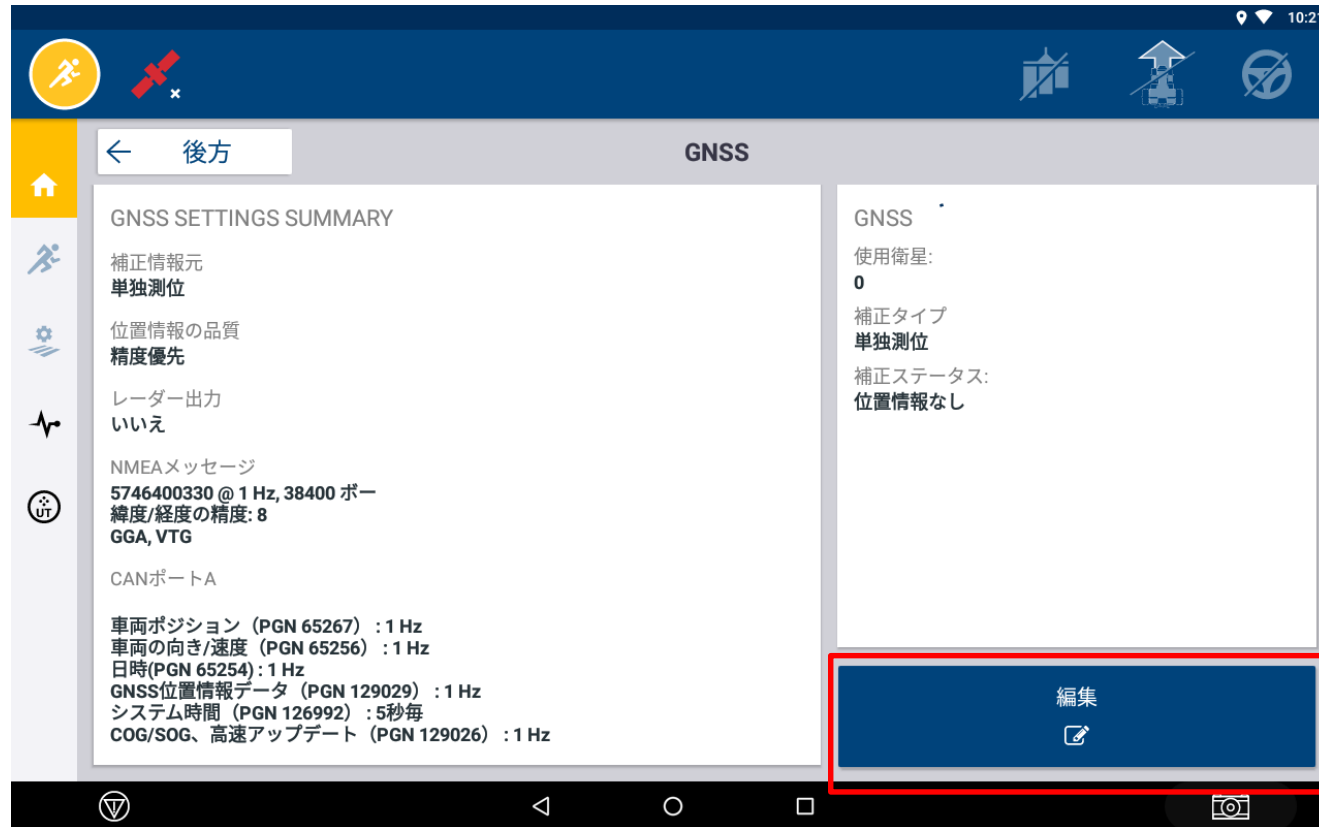 10:21
後方
GNSS
GNSS SETTINGS SUMMARY
補正情報元
単独測位
位置情報の品質
精度優先
レーダー出力
いいえ
NMEAメッセージ
5746400330 @ 1 Hz, 38400 ボー
緯度/経度の精度: 8
GGA, VTG
CANポートA
車両ポジション（PGN 65267）: 1 Hz
車両の向き/速度（PGN 65256）: 1 Hz
日時(PGN 65254) : 1 Hz
GNSS位置情報データ（PGN 129029）: 1 Hz
システム時間（PGN 126992）: 5秒毎
COG/SOG、高速アップデート（PGN 129026）: 1 Hz
GNSS
使用衛星:
0
補正タイプ
単独測位
補正ステータス:
位置情報なし
編集
UT